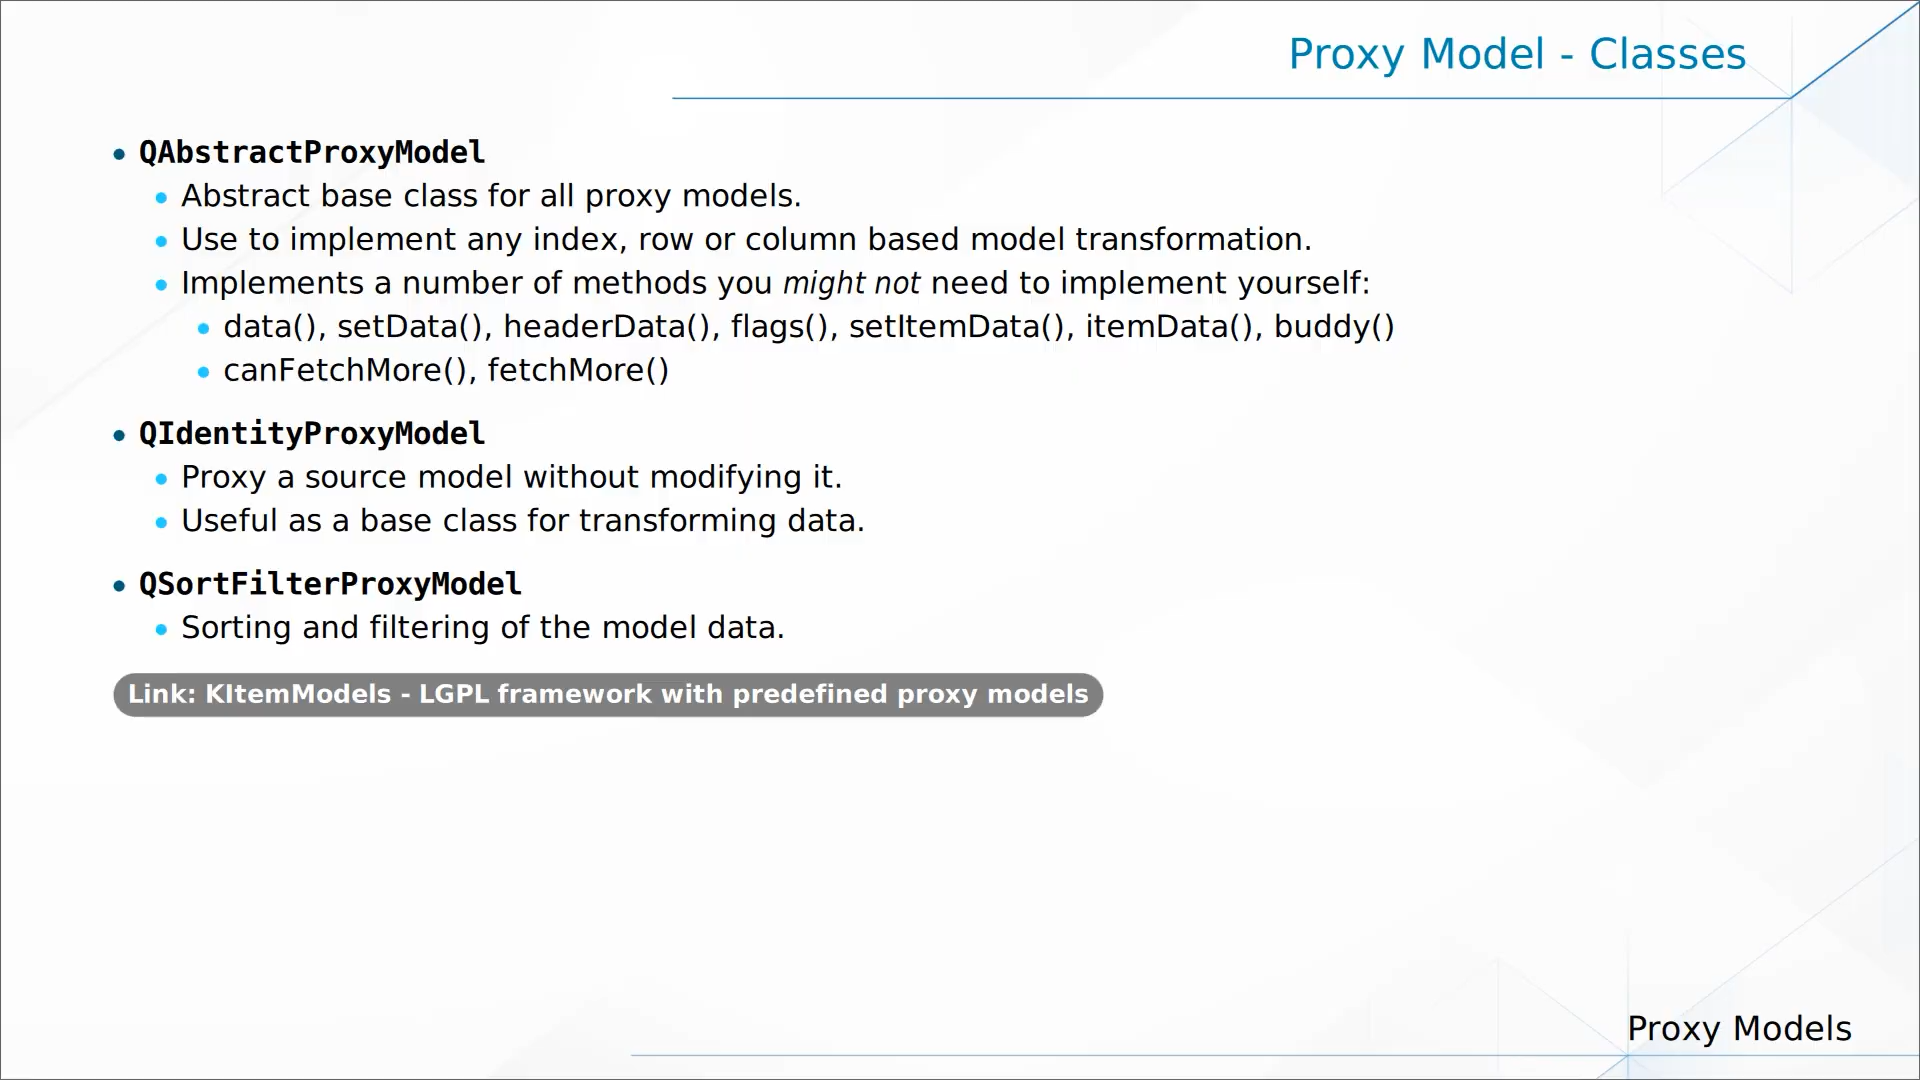 Proxy Model - Classes
QAbstractProxyModel
Abstract base class for all proxy models.
Use to implement any index, row or column based model transformation.
Implements a number of methods you might not need to implement yourself:
data(), setData(), headerData(), flags(), setItemData(), itemData(), buddy()
canFetchMore(), fetchMore()
QIdentityProxyModel
Proxy a source model without modifying it.
Useful as a base class for transforming data.
QSortFilterProxyModel
Sorting and filtering of the model data.
Link: KItemModels - LGPL framework with predefined proxy models
Proxy Models